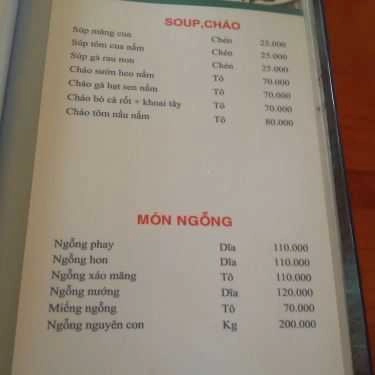 SOUP,CHÁO
Súp măng cua Chén 25.000
Súp tôm cua nấm Chén 25.000
Súp gà rau non Chén 25.000
Cháo sườn heo nấm Tô 70.000
Cháo gà hạt sen nấm Tô 70.000
Cháo bò cà rốt + khoai tây Tô 70.000
Cháo tôm nấu nấm Tô 80.000
MÓN NGỖNG
Ngỗng phay Dĩa 110.000
Ngỗng hon Dĩa 110.000
Ngỗng xáo măng Tô 110.000
Ngỗng nướng Dĩa 120.000
Miếng ngỗng Tô 70.000
Ngỗng nguyên con Kg 200.000